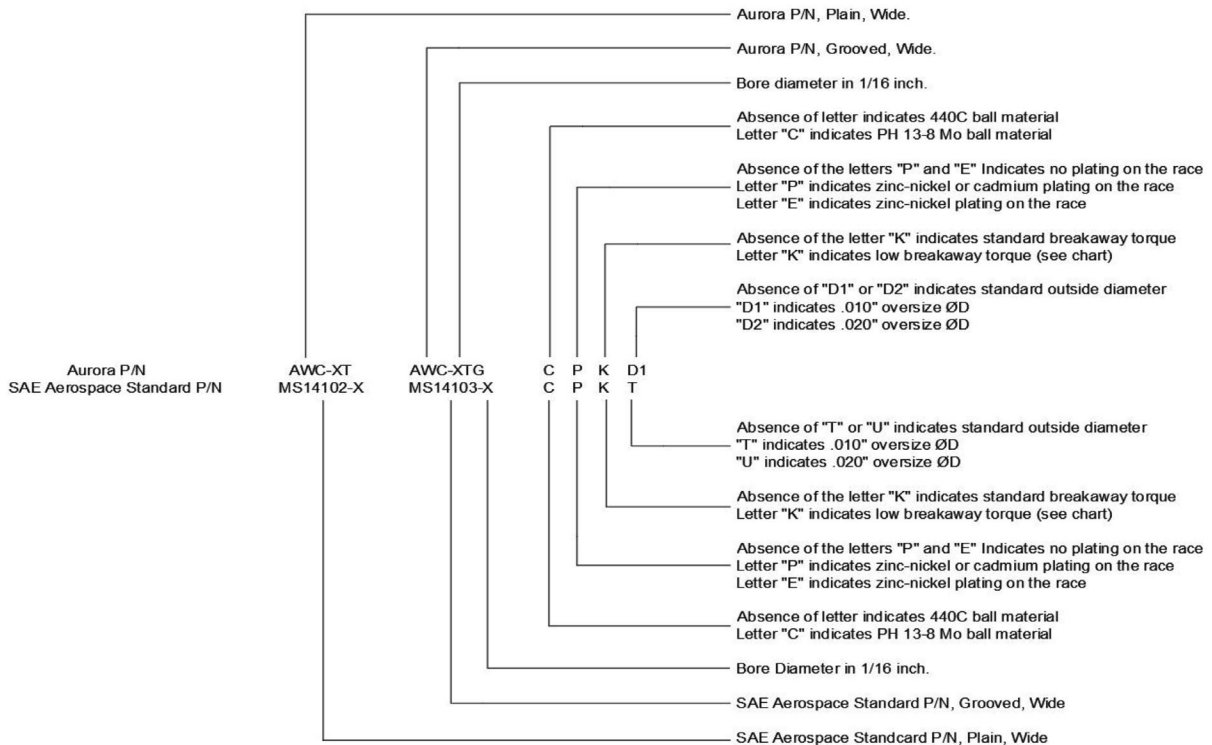 Aurora P/N, Plain, Wide.
Aurora P/N, Grooved, Wide.
Bore diameter in 1/16 inch.
Absence of letter indicates 440C ball material
Letter "C" indicates PH 13-8 Mo ball material
Absence of the letters "P" and "E" Indicates no plating on the race
Letter "P" indicates zinc-nickel or cadmium plating on the race
Letter "E" indicates zinc-nickel plating on the race
Absence of the letter "K" indicates standard breakaway torque
Letter "K" indicates low breakaway torque (see chart)
Absence of "D1" or "D2" indicates standard outside diameter
"D1" indicates .010" oversize ØD
"D2" indicates .020" oversize ØD
Aurora P/N AWC-XT AWC-XTG C P K D1
SAE Aerospace Standard P/N MS14102-X MS14103-X C P K T
Absence of "T" or "U" indicates standard outside diameter
"T" indicates .010" oversize ØD
"U" indicates .020" oversize ØD
Absence of the letter "K" indicates standard breakaway torque
Letter "K" indicates low breakaway torque (see chart)
Absence of the letters "P" and "E" Indicates no plating on the race
Letter "P" indicates zinc-nickel or cadmium plating on the race
Letter "E" indicates zinc-nickel plating on the race
Absence of letter indicates 440C ball material
Letter "C" indicates PH 13-8 Mo ball material
Bore Diameter in 1/16 inch.
SAE Aerospace Standard P/N, Grooved, Wide
SAE Aerospace Standcard P/N, Plain, Wide